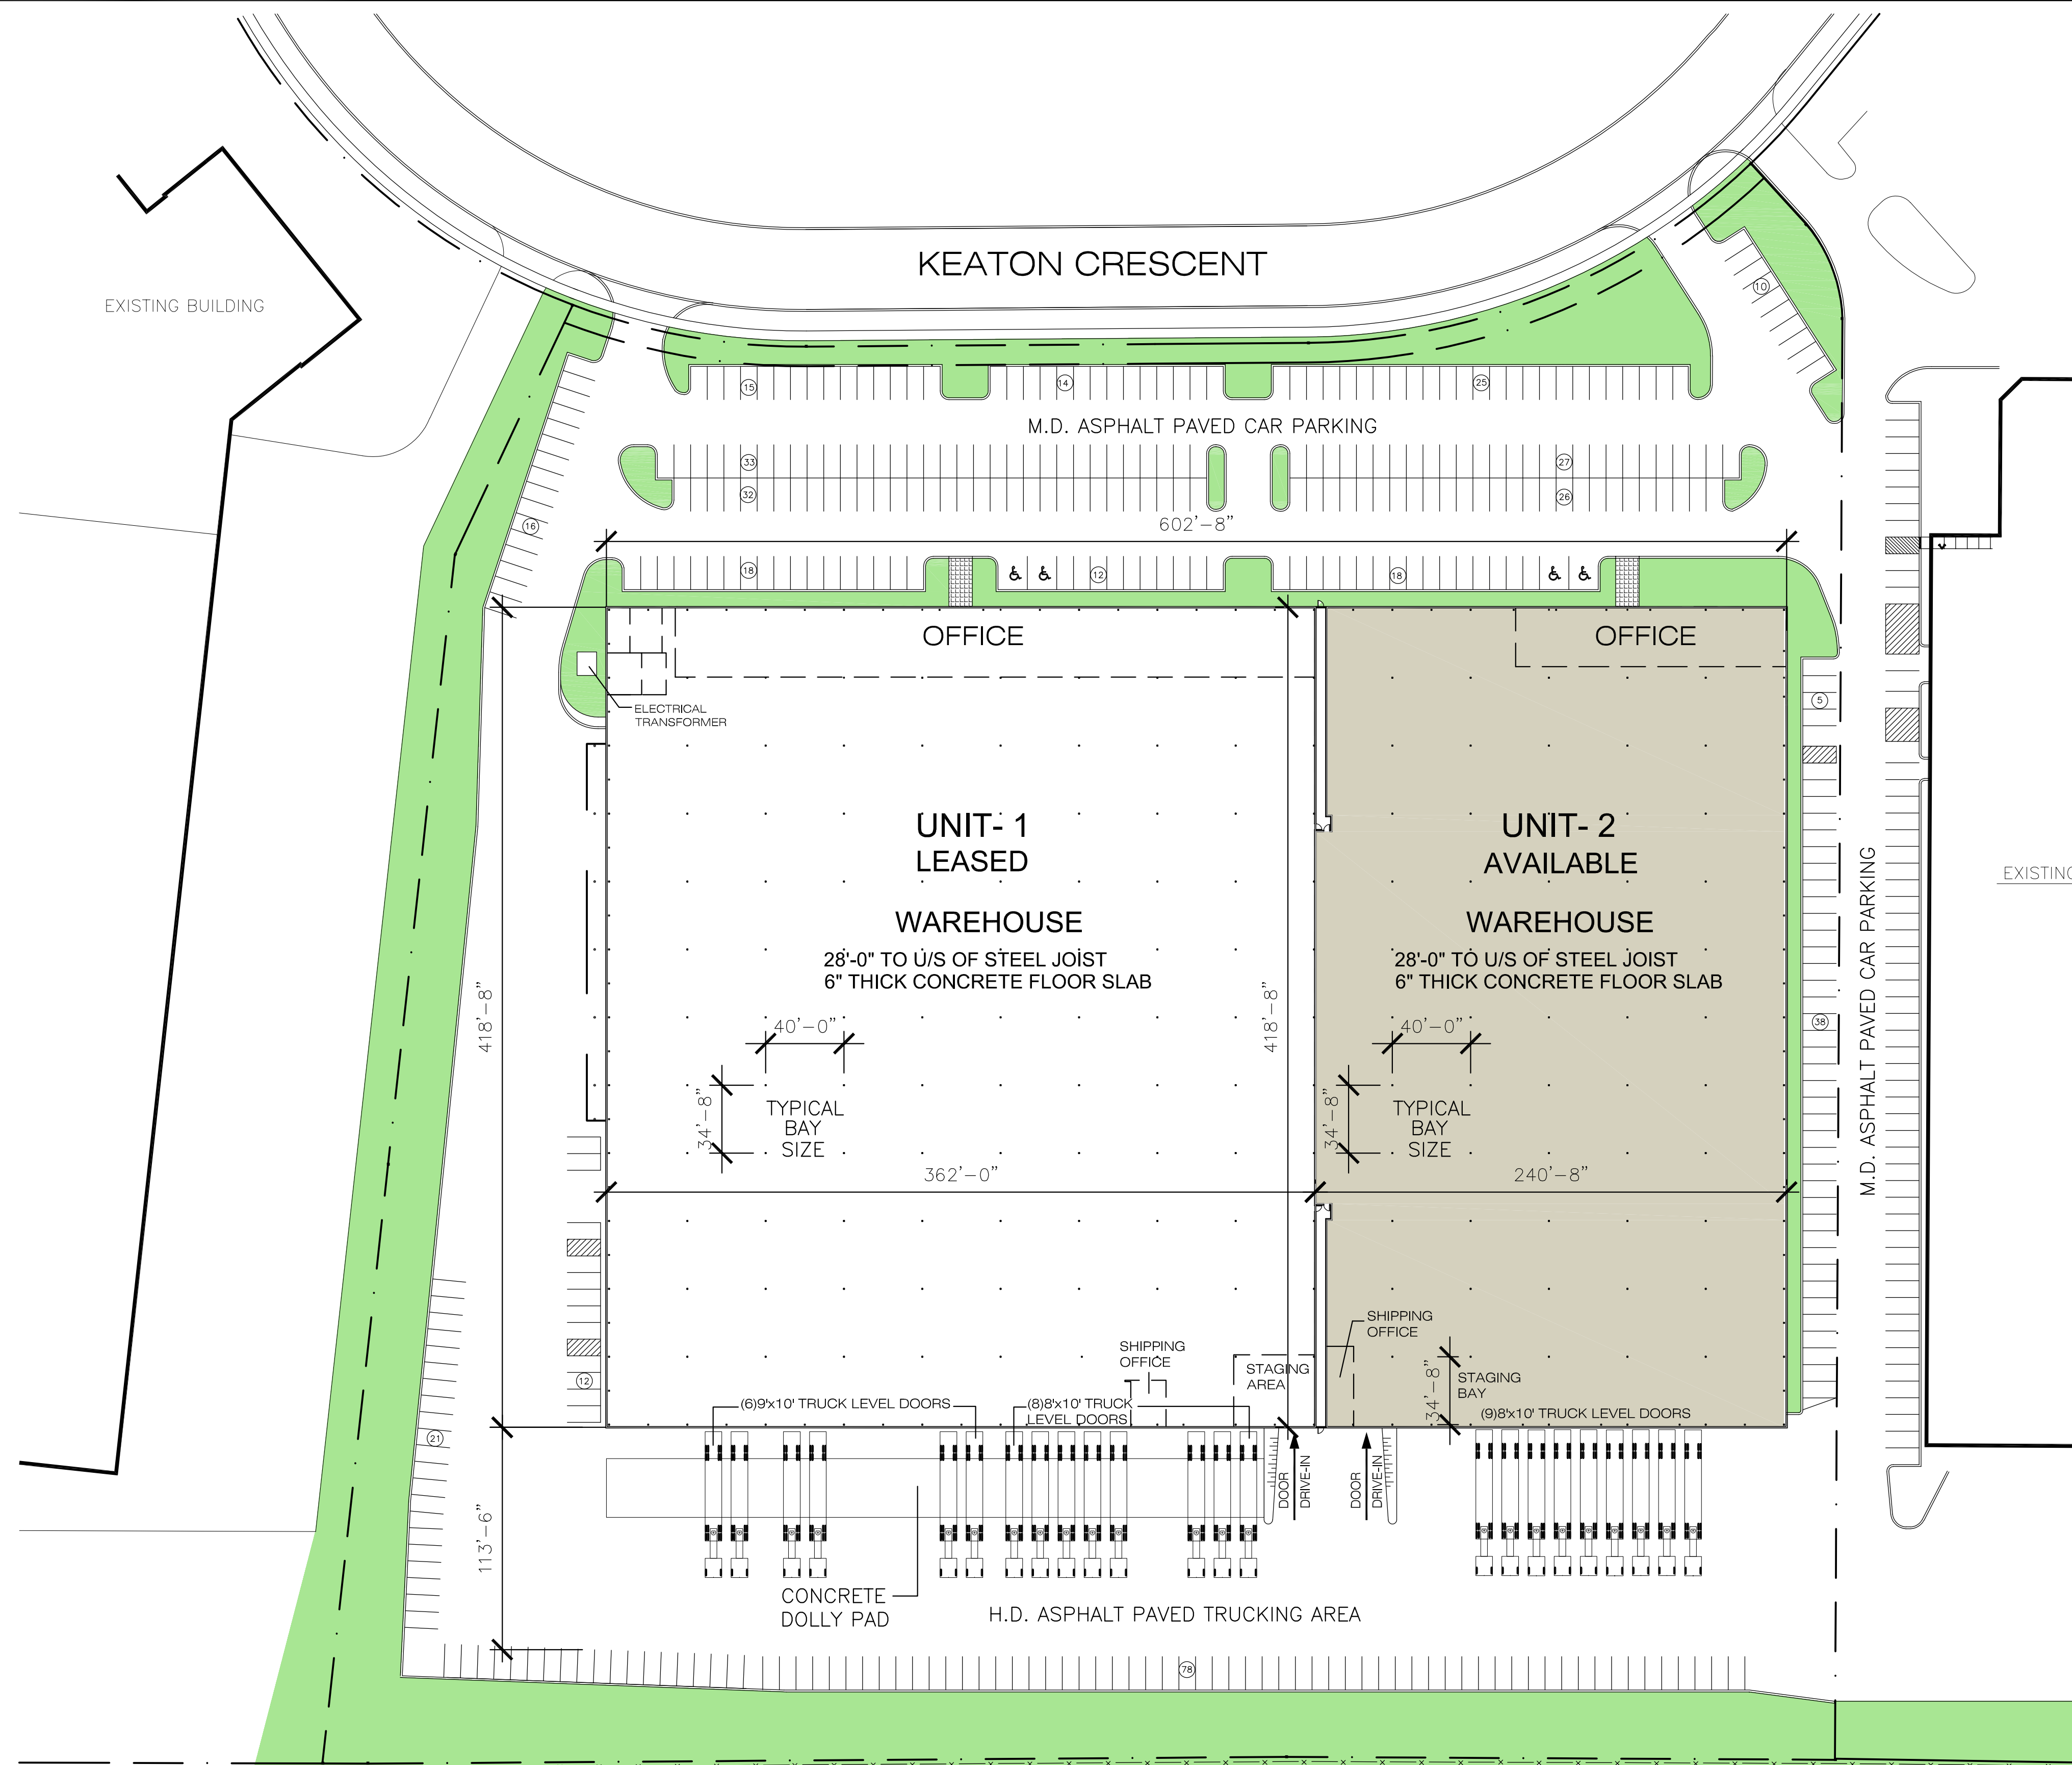 KEATON CRESCENT
EXISTING BUILDING
10
15
14
25
M.D. ASPHALT PAVED CAR PARKING
33
27
32
26
16
602'-8"
18
12
18
OFFICE
OFFICE
ELECTRICAL
TRANSFORMER
5
UNIT- 1
LEASED
WAREHOUSE
28'-0" TO U/S OF STEEL JOIST
6" THICK CONCRETE FLOOR SLAB
UNIT- 2
AVAILABLE
WAREHOUSE
28'-0" TO U/S OF STEEL JOIST
6" THICK CONCRETE FLOOR SLAB
EXISTING
M.D. ASPHALT PAVED CAR PARKING
418'-8"
418'-8"
38
40'-0"
34'-8"
TYPICAL
BAY
SIZE
40'-0"
34'-8"
TYPICAL
BAY
SIZE
362'-0"
240'-8"
SHIPPING
OFFICE
STAGING
AREA
SHIPPING
OFFICE
34'-8"
STAGING
BAY
12
(6)9'x10' TRUCK LEVEL DOORS
(8)8'x10' TRUCK
LEVEL DOORS
(9)8'x10' TRUCK LEVEL DOORS
21
DOOR
DRIVE-IN
DOOR
DRIVE-IN
113'-6"
CONCRETE
DOLLY PAD
H.D. ASPHALT PAVED TRUCKING AREA
78